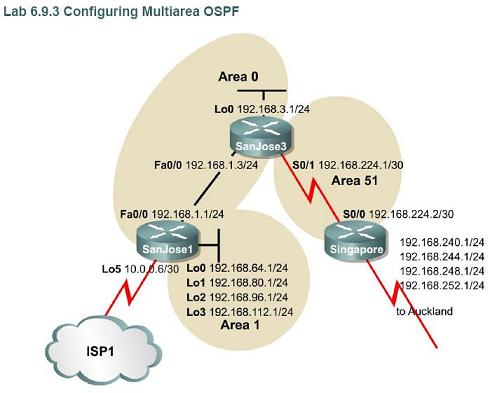 Lab 6.9.3 Configuring Multiarea OSPF
Area 0
Lo0 192.168.3.1/24
SanJose3
Fa0/0 192.168.1.3/24
S0/1 192.168.224.1/30
Area 51
Fa0/0 192.168.1.1/24
S0/0 192.168.224.2/30
SanJose1
Singapore
192.168.240.1/24
192.168.244.1/24
192.168.248.1/24
192.168.252.1/24
Lo5 10.0.0.6/30
Lo0 192.168.64.1/24
Lo1 192.168.80.1/24
Lo2 192.168.96.1/24
Lo3 192.168.112.1/24
Area 1
to Auckland
ISP1